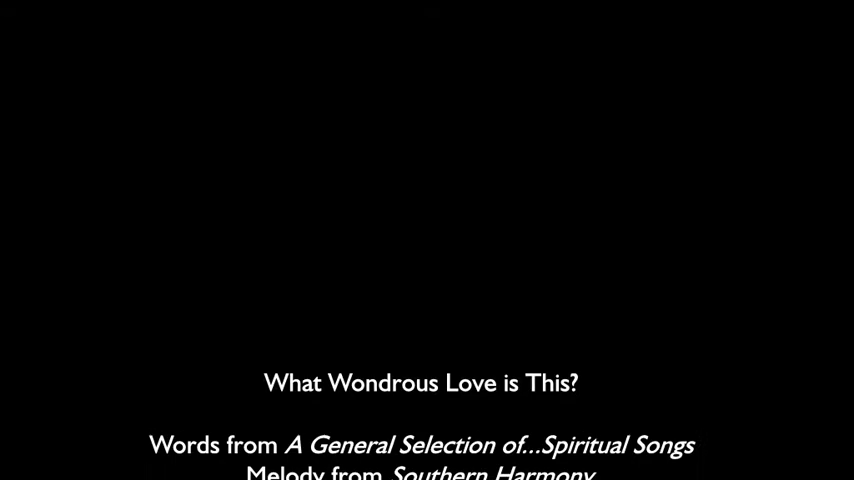 What Wondrous Love is This?
Words from A General Selection of...Spiritual Songs
Melody from Southern Harmony